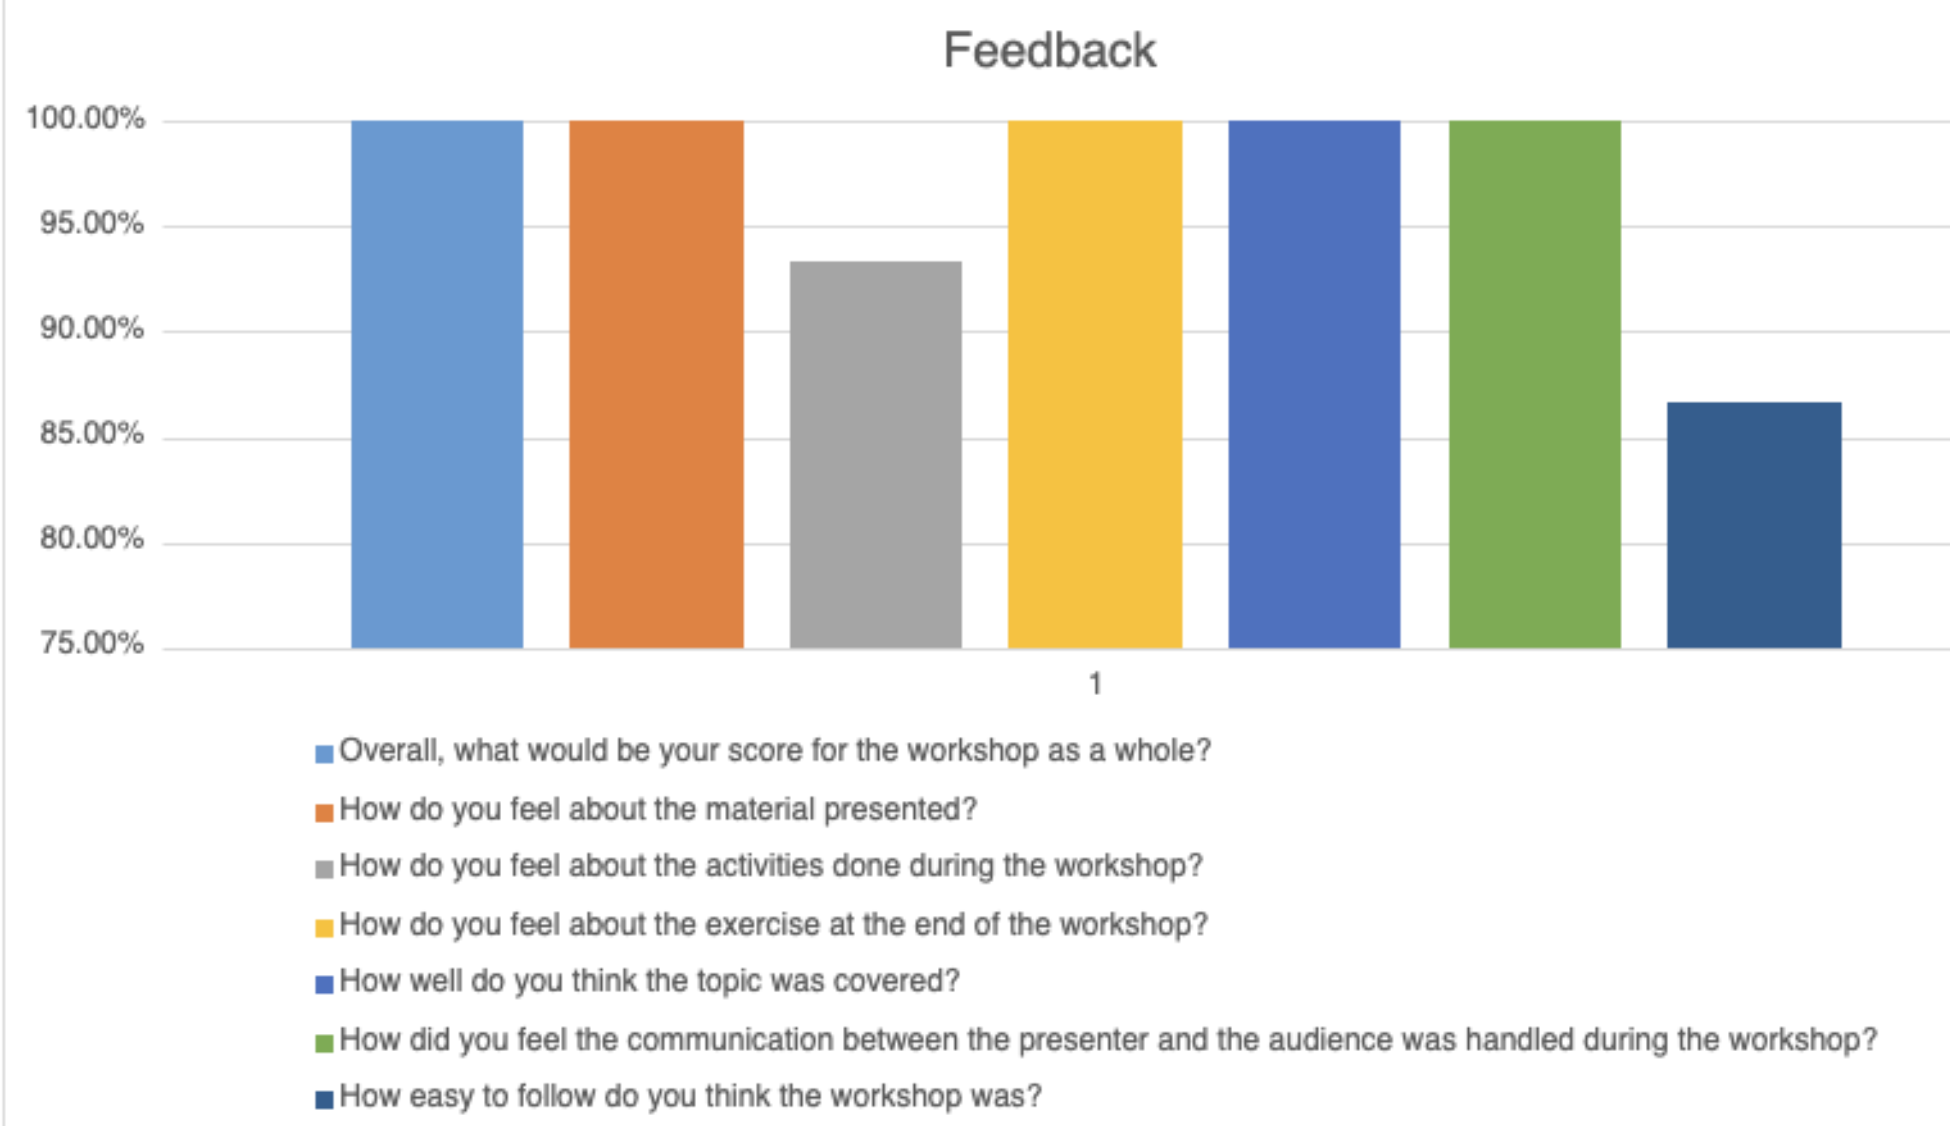 Feedback
100.00%
95.00%
90.00%
85.00%
80.00%
75.00%
1
Overall, what would be your score for the workshop as a whole?
How do you feel about the material presented?
How do you feel about the activities done during the workshop?
How do you feel about the exercise at the end of the workshop?
How well do you think the topic was covered?
How did you feel the communication between the presenter and the audience was handled during the workshop?
How easy to follow do you think the workshop was?